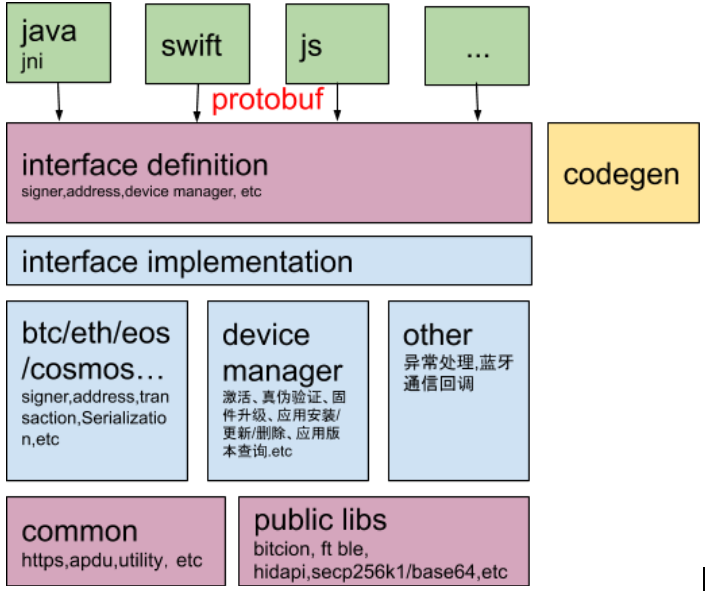 java
jni
swift
js
...
protobuf
interface definition
signer,address,device manager, etc
codegen
interface implementation
btc/eth/eos
/cosmos...
signer,address,tran
saction,Serializatio
n,etc
device
manager
激活、真伪验证、固
件升级、应用安装/
更新/删除、应用版
本查询.etc
other
异常处理,蓝牙
通信回调
common
https,apdu,utility, etc
public libs
bitcion, ft ble,
hidapi,secp256k1/base64,etc